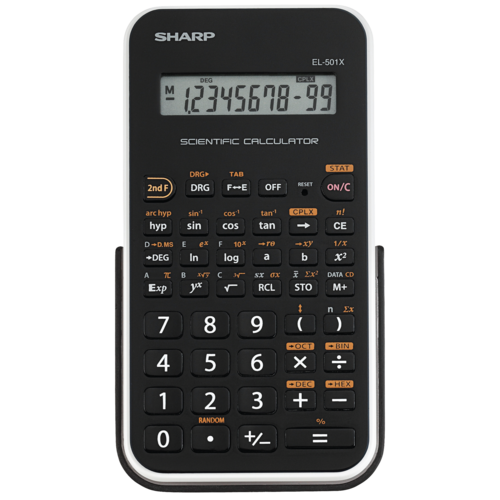 SHARP
EL-501X
DEG CPLX
M
-1,2345678-99
SCIENTIFIC CALCULATOR
STAT
DRG▶ TAB
2nd F DRG F↔E OFF RESET ON/C
arc hyp sin⁻¹ cos⁻¹ tan⁻¹ CPLX n!
hyp sin cos tan → CE
D →D.MS E eˣ F 10ˣ →rθ →xy 1/x
↔DEG ln log a b x²
A π B ˣ√y C ³√ sx σx x̄ Σx² DATA CD
Exp yˣ √ RCL STO M+
↕ n Σx
7 8 9 ( )
→OCT →BIN
4 5 6 × ÷
→DEC →HEX
1 2 3 + −
RANDOM %
0 • +/− =